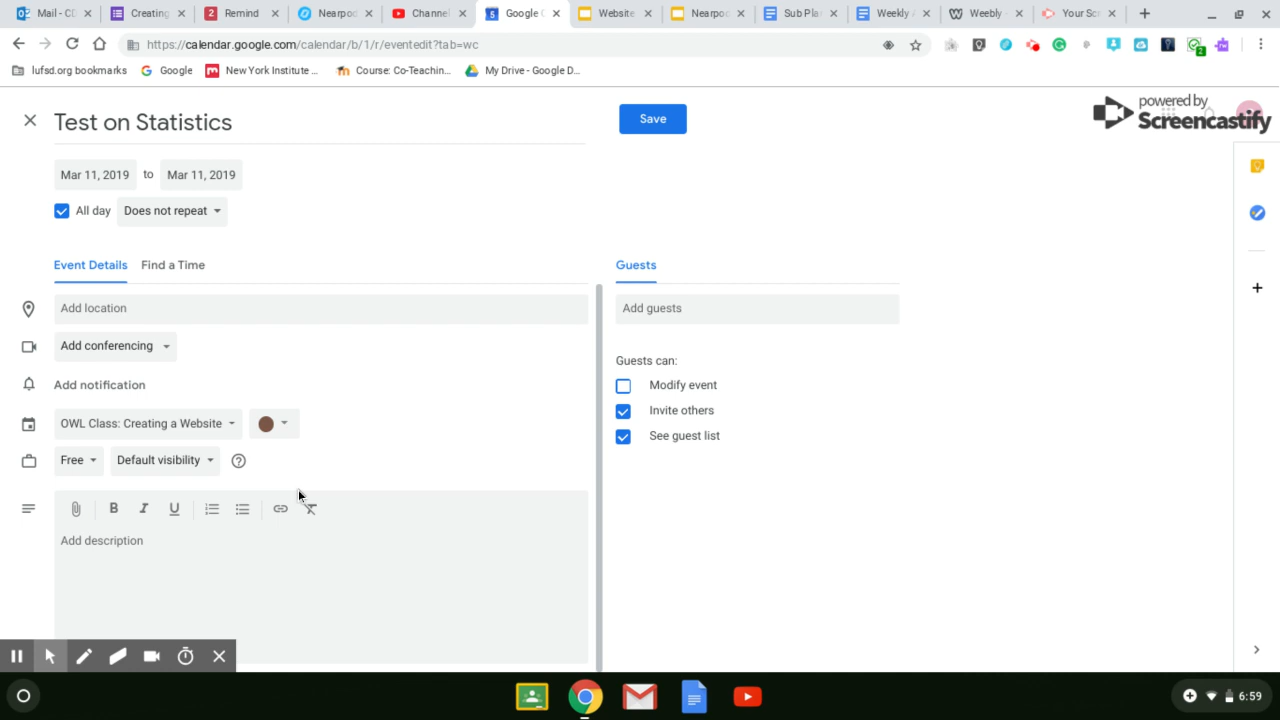 Mail - CD
Creating
Remind
Nearpod
Channel
Google C
Website
Nearpod
Sub Pla
Weekly A
Weebly -
Your Scr
https://calendar.google.com/calendar/b/1/r/eventedit?tab=wc
2
lufsd.org bookmarks
Google
New York Institute ...
Course: Co-Teachin...
My Drive - Google D...
Test on Statistics
Save
powered by
Screencastify
Mar 11, 2019 to Mar 11, 2019
All day Does not repeat
Event Details Find a Time
Guests
Add location
Add guests
Add conferencing
Guests can:
Add notification
Modify event
Invite others
OWL Class: Creating a Website
See guest list
Free Default visibility
B I U
Add description
6:59